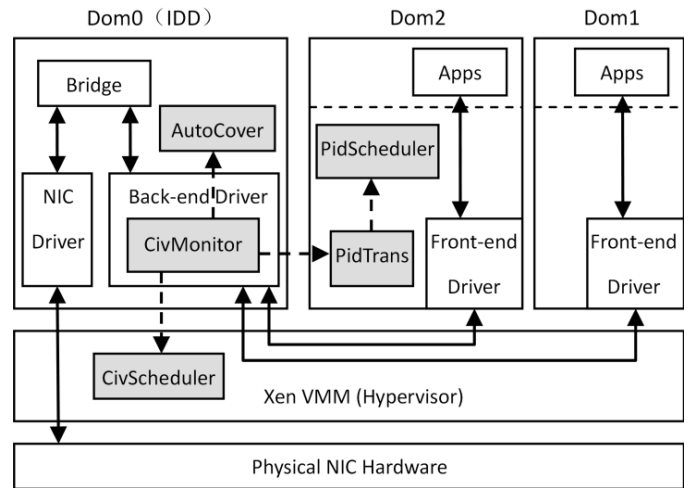 Dom0（IDD）
Dom2
Dom1
Bridge
AutoCover
NIC
Driver
Back-end Driver
CivMonitor
Apps
PidScheduler
PidTrans
Front-end
Driver
Apps
Front-end
Driver
CivScheduler
Xen VMM (Hypervisor)
Physical NIC Hardware